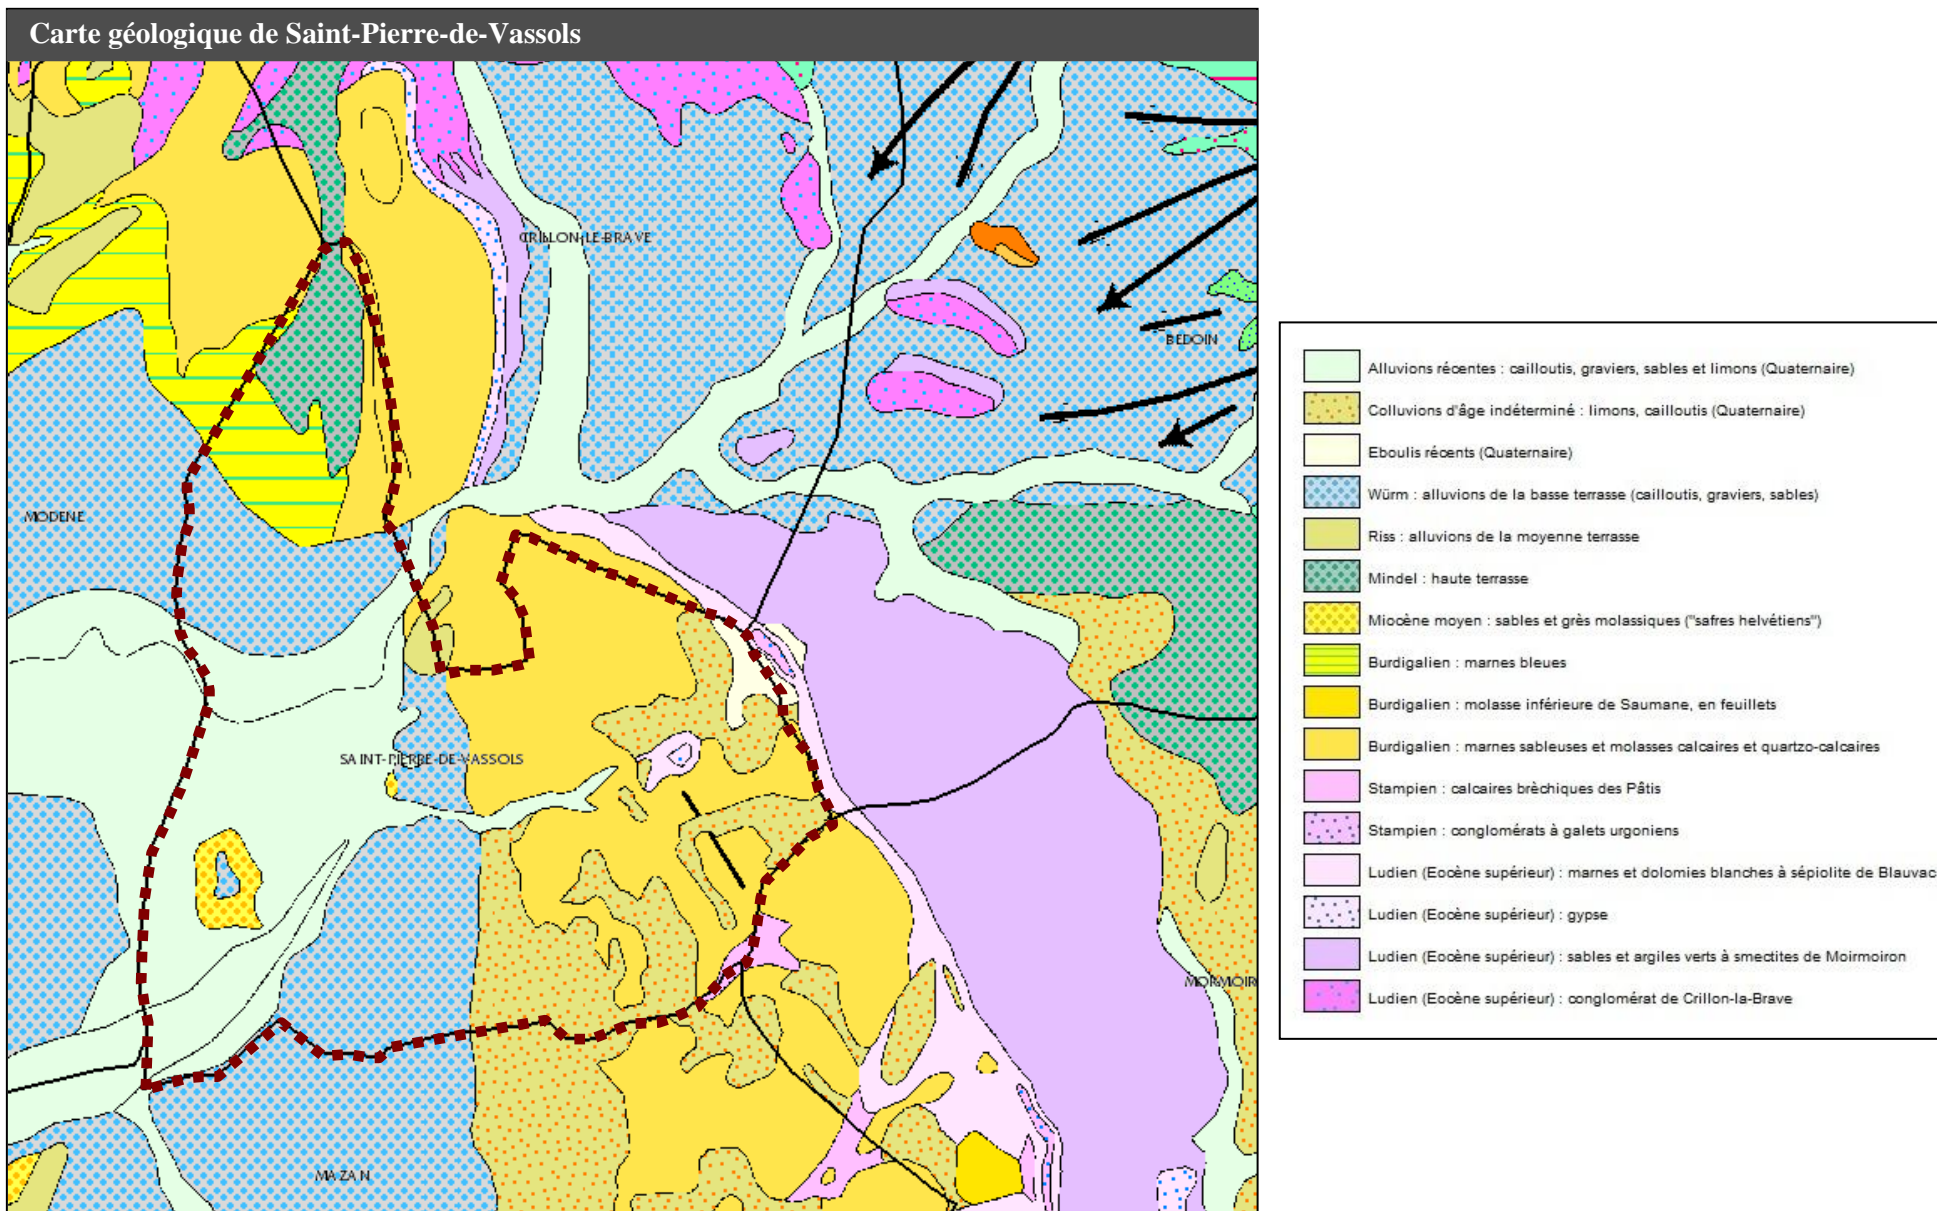 Carte géologique de Saint-Pierre-de-Vassols
CRILLON-LE-BRAVE
BEDOIN
MODENE
SAINT-PIERRE-DE-VASSOLS
MORMOIR
MAZAN
Alluvions récentes : cailloutis, graviers, sables et limons (Quaternaire)
Colluvions d'âge indéterminé : limons, cailloutis (Quaternaire)
Eboulis récents (Quaternaire)
Würm : alluvions de la basse terrasse (cailloutis, graviers, sables)
Riss : alluvions de la moyenne terrasse
Mindel : haute terrasse
Miocène moyen : sables et grès molassiques ("safres helvétiens")
Burdigalien : marnes bleues
Burdigalien : molasse inférieure de Saumane, en feuillets
Burdigalien : marnes sableuses et molasses calcaires et quartzo-calcaires
Stampien : calcaires brèchiques des Pâtis
Stampien : conglomérats à galets urgoniens
Ludien (Eocène supérieur) : marnes et dolomies blanches à sépiolite de Blauvac
Ludien (Eocène supérieur) : gypse
Ludien (Eocène supérieur) : sables et argiles verts à smectites de Moirmoiron
Ludien (Eocène supérieur) : conglomérat de Crillon-la-Brave